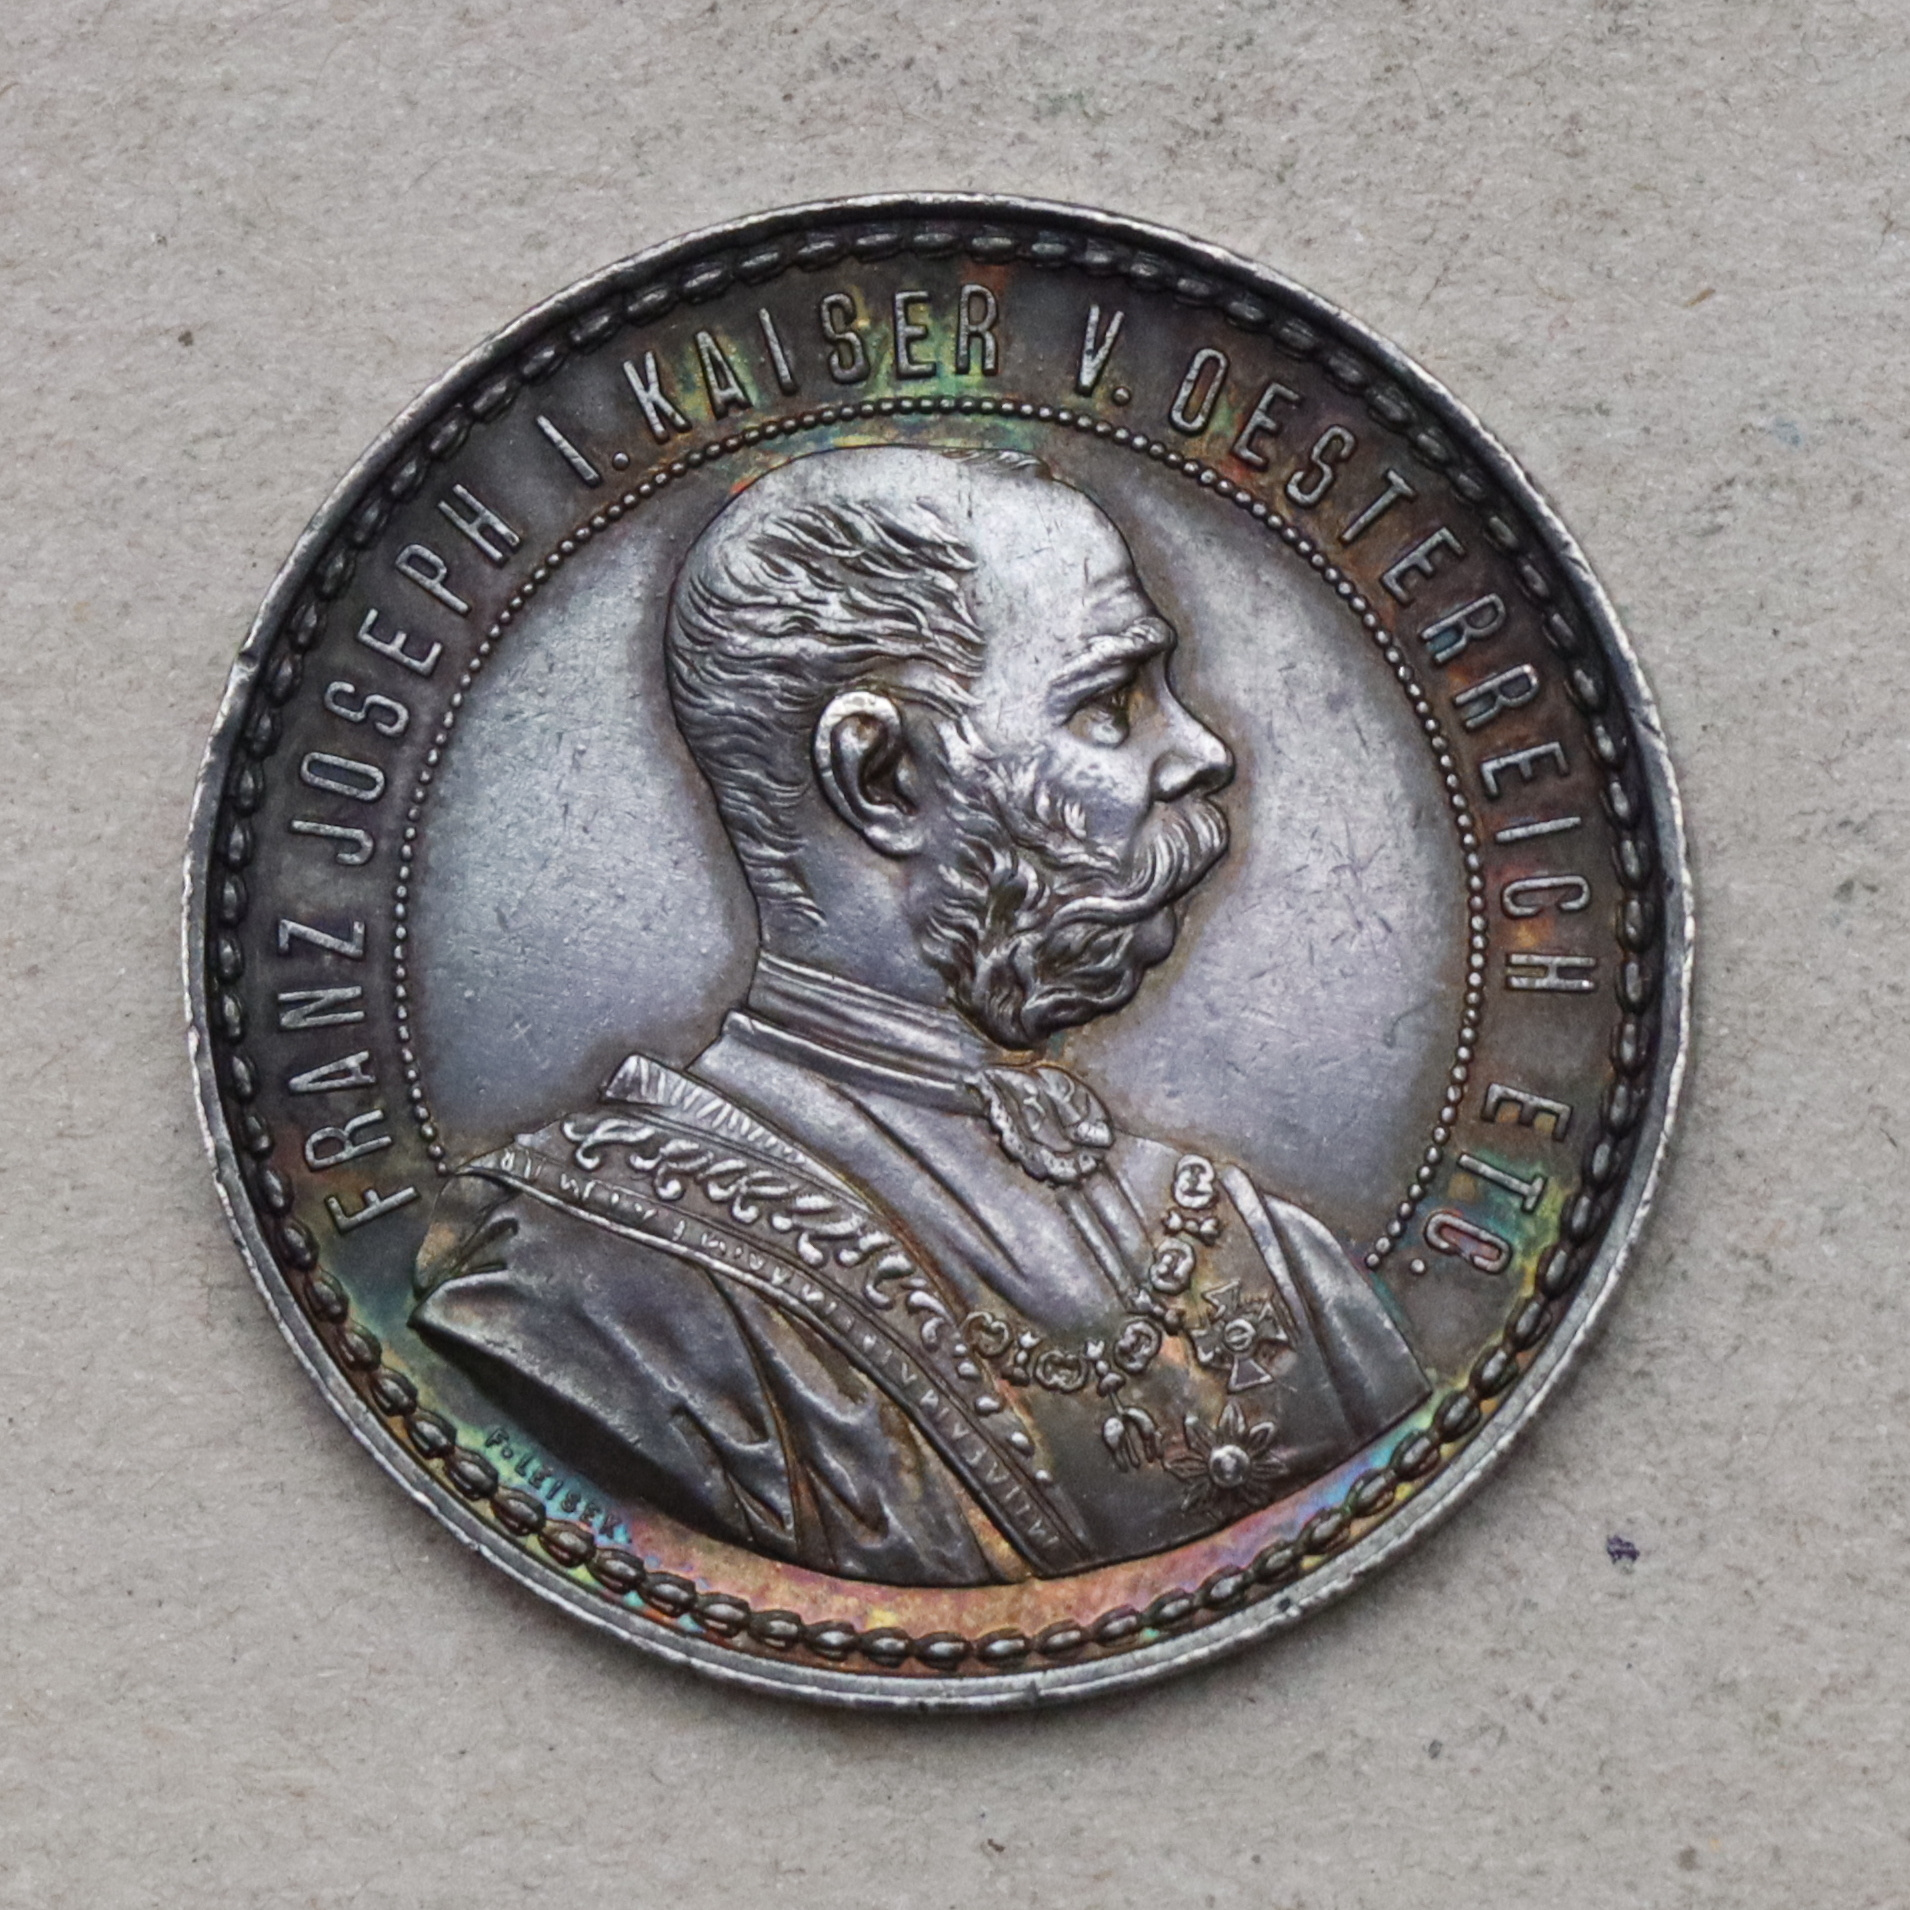 FRANZ JOSEPH I. KAISER V. OESTERREICH ETC.
F. LEISEK